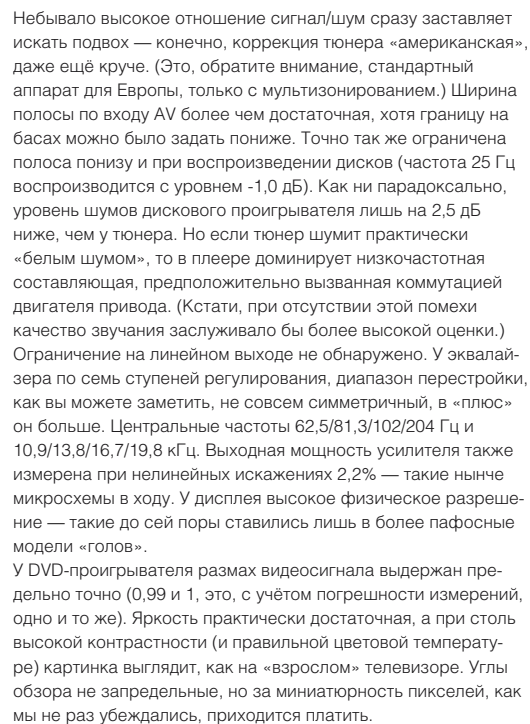 Небывало высокое отношение сигнал/шум сразу заставляет
искать подвох — конечно, коррекция тюнера «американская»,
даже ещё круче. (Это, обратите внимание, стандартный
аппарат для Европы, только с мультизонированием.) Ширина
полосы по входу AV более чем достаточная, хотя границу на
басах можно было задать пониже. Точно так же ограничена
полоса понизу и при воспроизведении дисков (частота 25 Гц
воспроизводится с уровнем -1,0 дБ). Как ни парадоксально,
уровень шумов дискового проигрывателя лишь на 2,5 дБ
ниже, чем у тюнера. Но если тюнер шумит практически
«белым шумом», то в плеере доминирует низкочастотная
составляющая, предположительно вызванная коммутацией
двигателя привода. (Кстати, при отсутствии этой помехи
качество звучания заслуживало бы более высокой оценки.)
Ограничение на линейном выходе не обнаружено. У эквалай-
зера по семь ступеней регулирования, диапазон перестройки,
как вы можете заметить, не совсем симметричный, в «плюс»
он больше. Центральные частоты 62,5/81,3/102/204 Гц и
10,9/13,8/16,7/19,8 кГц. Выходная мощность усилителя также
измерена при нелинейных искажениях 2,2% — такие нынче
микросхемы в ходу. У дисплея высокое физическое разреше-
ние — такие до сей поры ставились лишь в более пафосные
модели «голов».
У DVD-проигрывателя размах видеосигнала выдержан пре-
дельно точно (0,99 и 1, это, с учётом погрешности измерений,
одно и то же). Яркость практически достаточная, а при столь
высокой контрастности (и правильной цветовой температу-
ре) картинка выглядит, как на «взрослом» телевизоре. Углы
обзора не запредельные, но за миниатюрность пикселей, как
мы не раз убеждались, приходится платить.